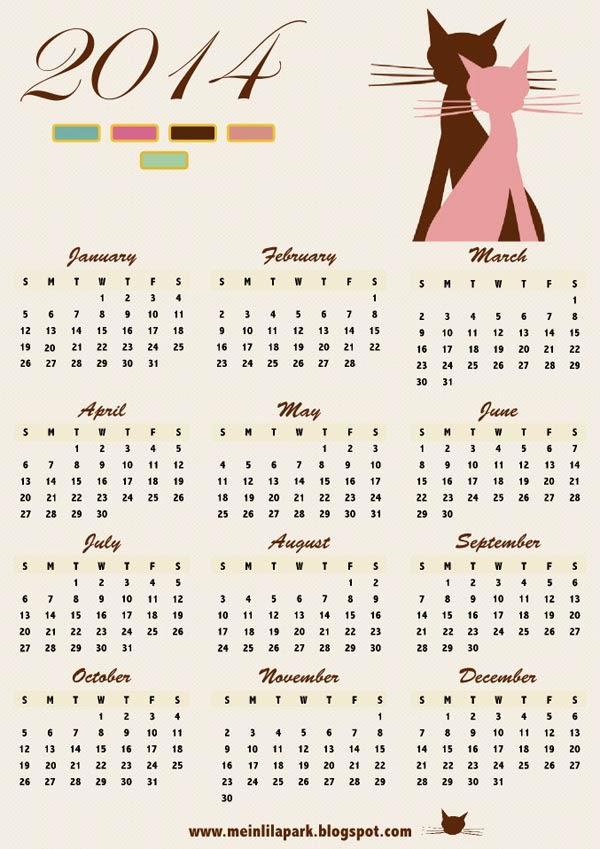 2014
January
S M T W T F S
1 2 3 4
5 6 7 8 9 10 11
12 13 14 15 16 17 18
19 20 21 22 23 24 25
26 27 28 29 30 31
February
S M T W T F S
1
2 3 4 5 6 7 8
9 10 11 12 13 14 15
16 17 18 19 20 21 22
23 24 25 26 27 28
March
S M T W T F S
1
2 3 4 5 6 7 8
9 10 11 12 13 14 15
16 17 18 19 20 21 22
23 24 25 26 27 28 29
30 31
April
S M T W T F S
1 2 3 4 5
6 7 8 9 10 11 12
13 14 15 16 17 18 19
20 21 22 23 24 25 26
27 28 29 30
May
S M T W T F S
1 2 3
4 5 6 7 8 9 10
11 12 13 14 15 16 17
18 19 20 21 22 23 24
25 26 27 28 29 30 31
June
S M T W T F S
1 2 3 4 5 6 7
8 9 10 11 12 13 14
15 16 17 18 19 20 21
22 23 24 25 26 27 28
29 30
July
S M T W T F S
1 2 3 4 5
6 7 8 9 10 11 12
13 14 15 16 17 18 19
20 21 22 23 24 25 26
27 28 29 30 31
August
S M T W T F S
1 2
3 4 5 6 7 8 9
10 11 12 13 14 15 16
17 18 19 20 21 22 23
24 25 26 27 28 29 30
September
S M T W T F S
1 2 3 4 5 6
7 8 9 10 11 12 13
14 15 16 17 18 19 20
21 22 23 24 25 26 27
28 29 30
October
S M T W T F S
1 2 3 4
5 6 7 8 9 10 11
12 13 14 15 16 17 18
19 20 21 22 23 24 25
26 27 28 29 30 31
November
S M T W T F S
1
2 3 4 5 6 7 8
9 10 11 12 13 14 15
16 17 18 19 20 21 22
23 24 25 26 27 28 29
30
December
S M T W T F S
1 2 3 4 5 6
7 8 9 10 11 12 13
14 15 16 17 18 19 20
21 22 23 24 25 26 27
28 29 30 31
www.meinlilapark.blogspot.com